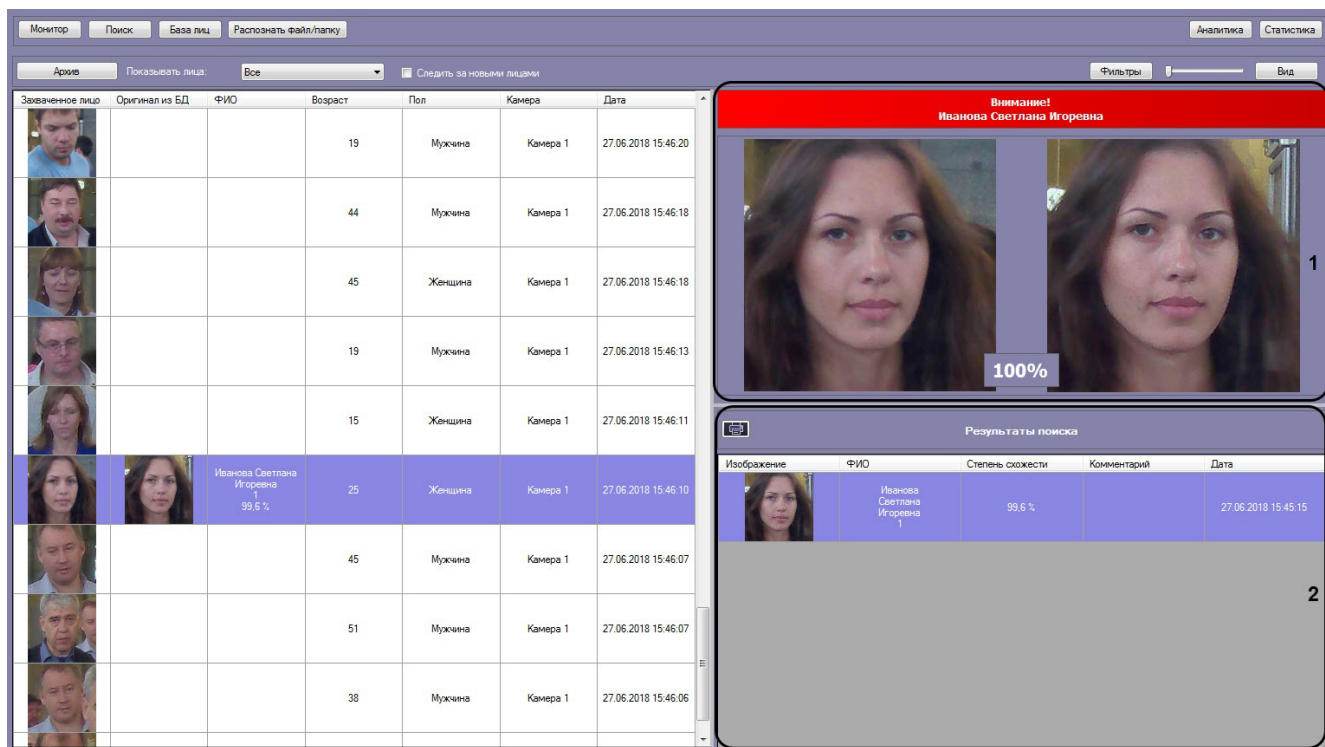 Монитор Поиск База лиц Распознать файл/папку Аналитика Статистика
Архив Показывать лица: Все Следить за новыми лицами Фильтры Вид
Захваченное лицо Оригинал из БД ФИО Возраст Пол Камера Дата
19 Мужчина Камера 1 27.06.2018 15:46:20
44 Мужчина Камера 1 27.06.2018 15:46:18
45 Женщина Камера 1 27.06.2018 15:46:18
19 Мужчина Камера 1 27.06.2018 15:46:13
15 Женщина Камера 1 27.06.2018 15:46:11
Иванова Светлана
Игоревна
1
99,6 %
25 Женщина Камера 1 27.06.2018 15:46:10
45 Мужчина Камера 1 27.06.2018 15:46:07
51 Мужчина Камера 1 27.06.2018 15:46:07
38 Мужчина Камера 1 27.06.2018 15:46:06
Внимание!
Иванова Светлана Игоревна
1
100%
Результаты поиска
Изображение ФИО Степень схожести Комментарий Дата
Иванова
Светлана
Игоревна
1
99,6 % 27.06.2018 15:45:15
2